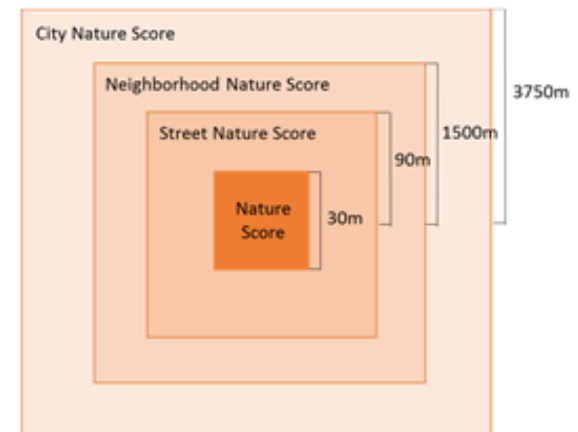 City Nature Score
3750m
Neighborhood Nature Score
1500m
Street Nature Score
90m
Nature
Score
30m